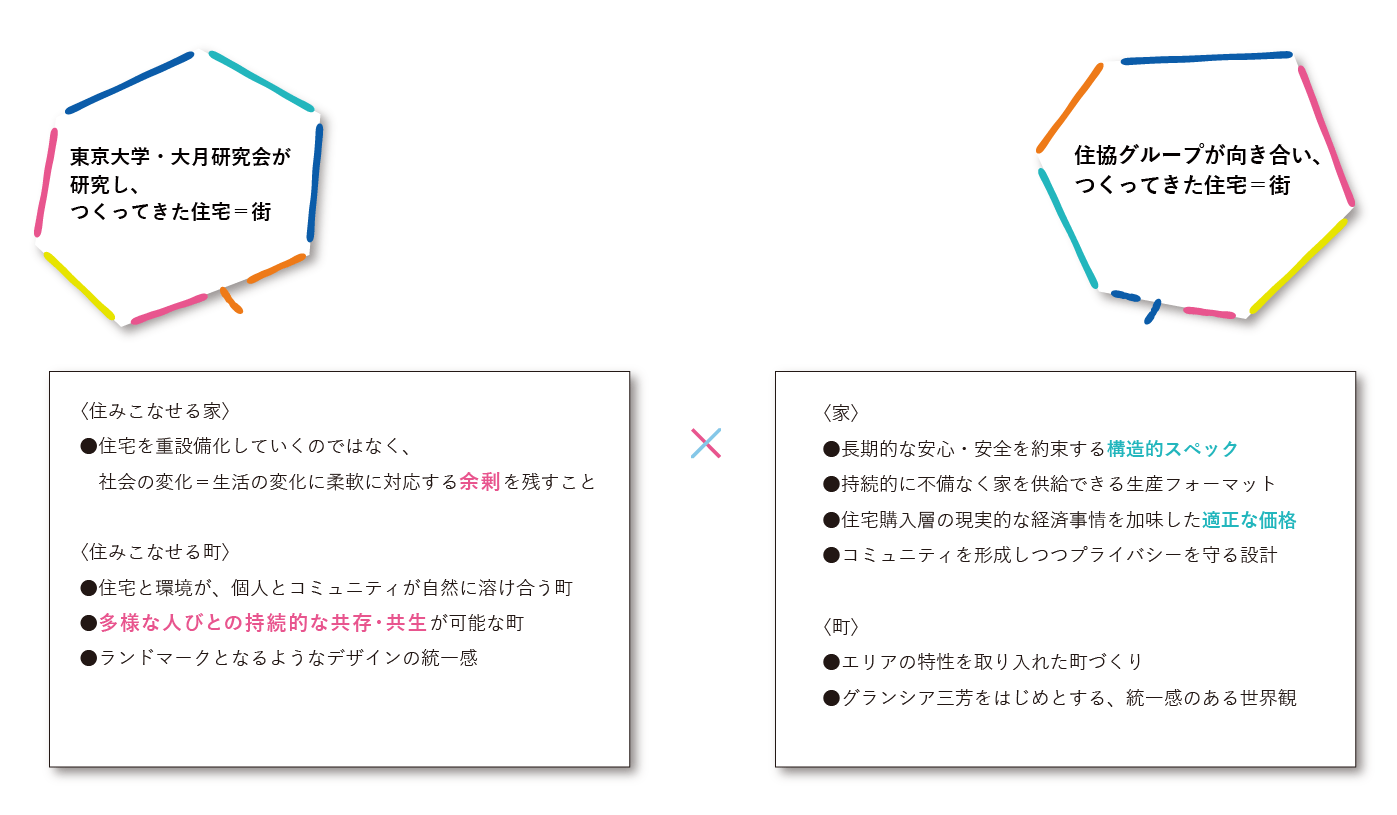 東京大学・大月研究会が
研究し、
つくってきた住宅＝街
住協グループが向き合い、
つくってきた住宅＝街
〈住みこなせる家〉
●住宅を重設備化していくのではなく、
社会の変化＝生活の変化に柔軟に対応する余剰を残すこと
〈住みこなせる町〉
●住宅と環境が、個人とコミュニティが自然に溶け合う町
●多様な人びとの持続的な共存・共生が可能な町
●ランドマークとなるようなデザインの統一感
×
〈家〉
●長期的な安心・安全を約束する構造的スペック
●持続的に不備なく家を供給できる生産フォーマット
●住宅購入層の現実的な経済事情を加味した適正な価格
●コミュニティを形成しつつプライバシーを守る設計
〈町〉
●エリアの特性を取り入れた町づくり
●グランシア三芳をはじめとする、統一感のある世界観